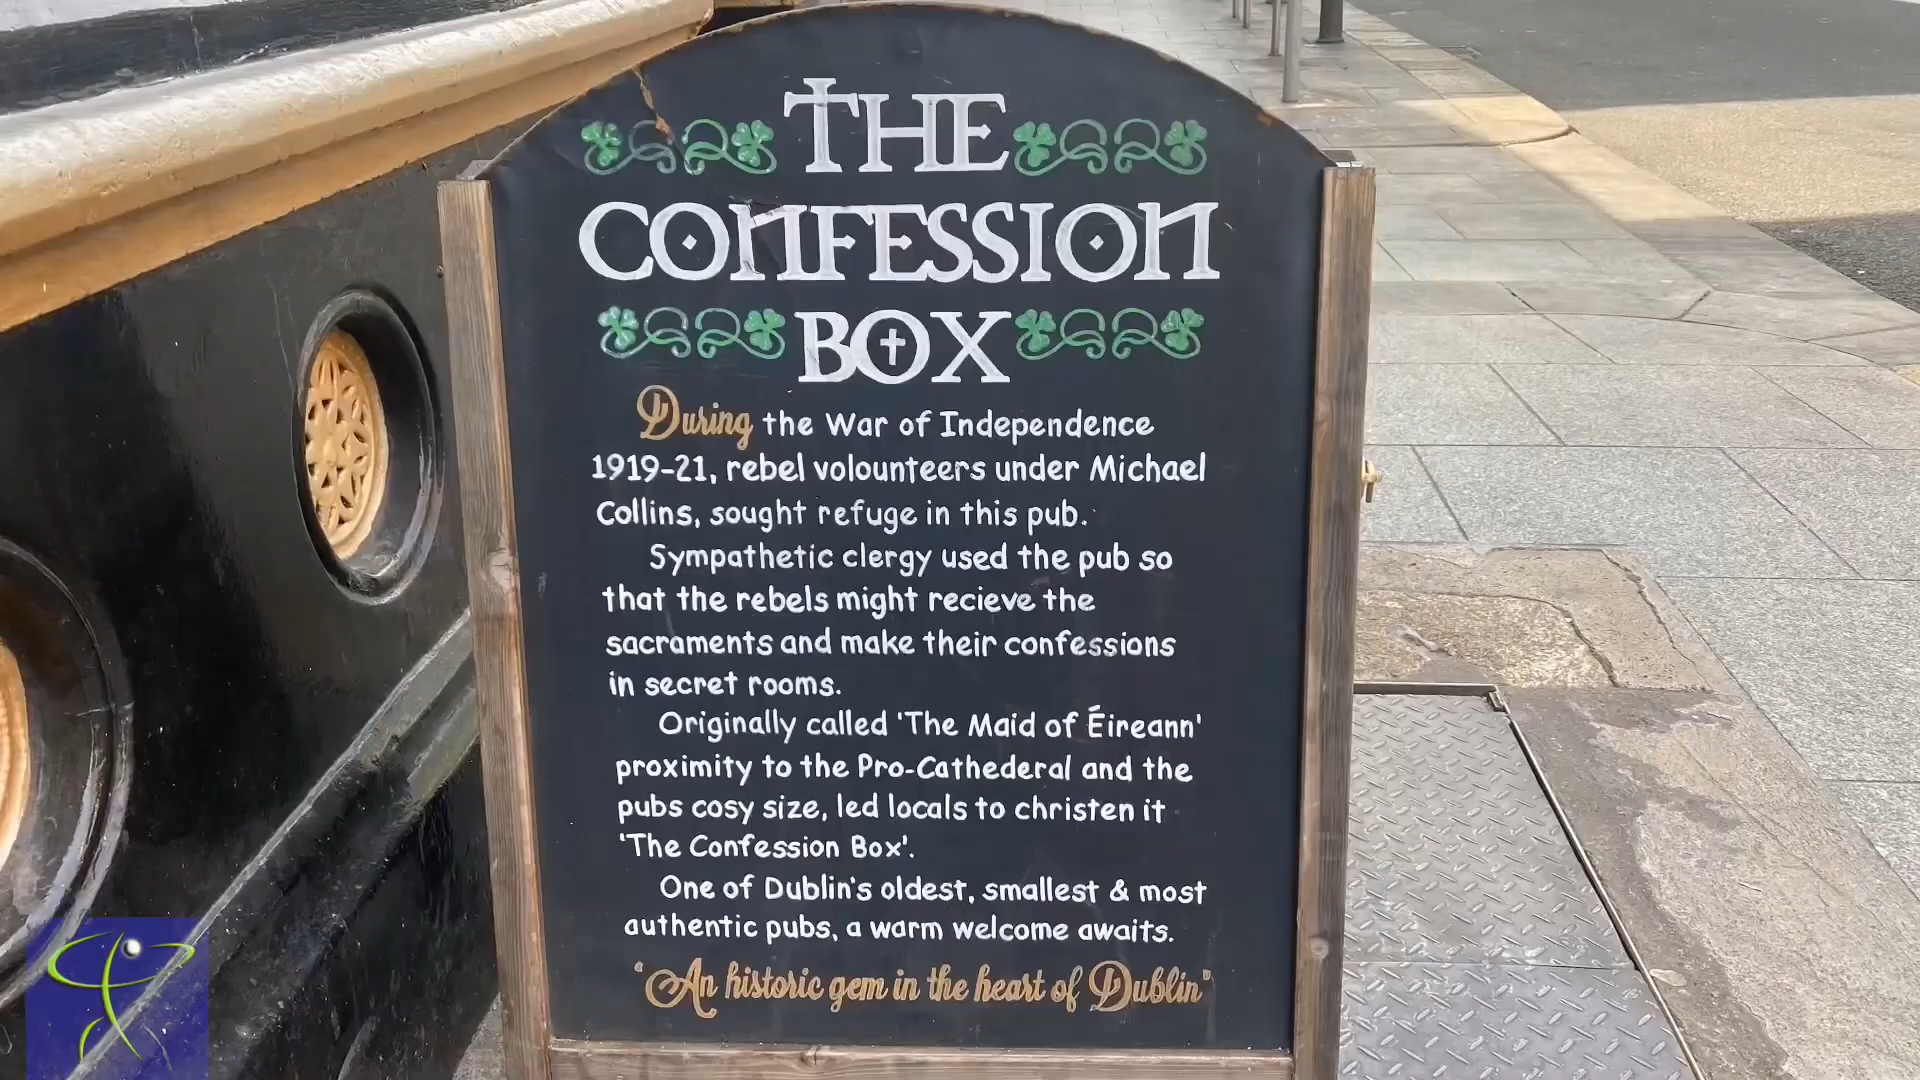 THE
CONFESSION
BOX
During the War of Independence
1919-21, rebel volounteers under Michael
Collins, sought refuge in this pub.
Sympathetic clergy used the pub so
that the rebels might recieve the
sacraments and make their confessions
in secret rooms.
Originally called 'The Maid of Éireann'
proximity to the Pro-Cathederal and the
pubs cosy size, led locals to christen it
'The Confession Box'.
One of Dublin's oldest, smallest & most
authentic pubs, a warm welcome awaits.
"An historic gem in the heart of Dublin"